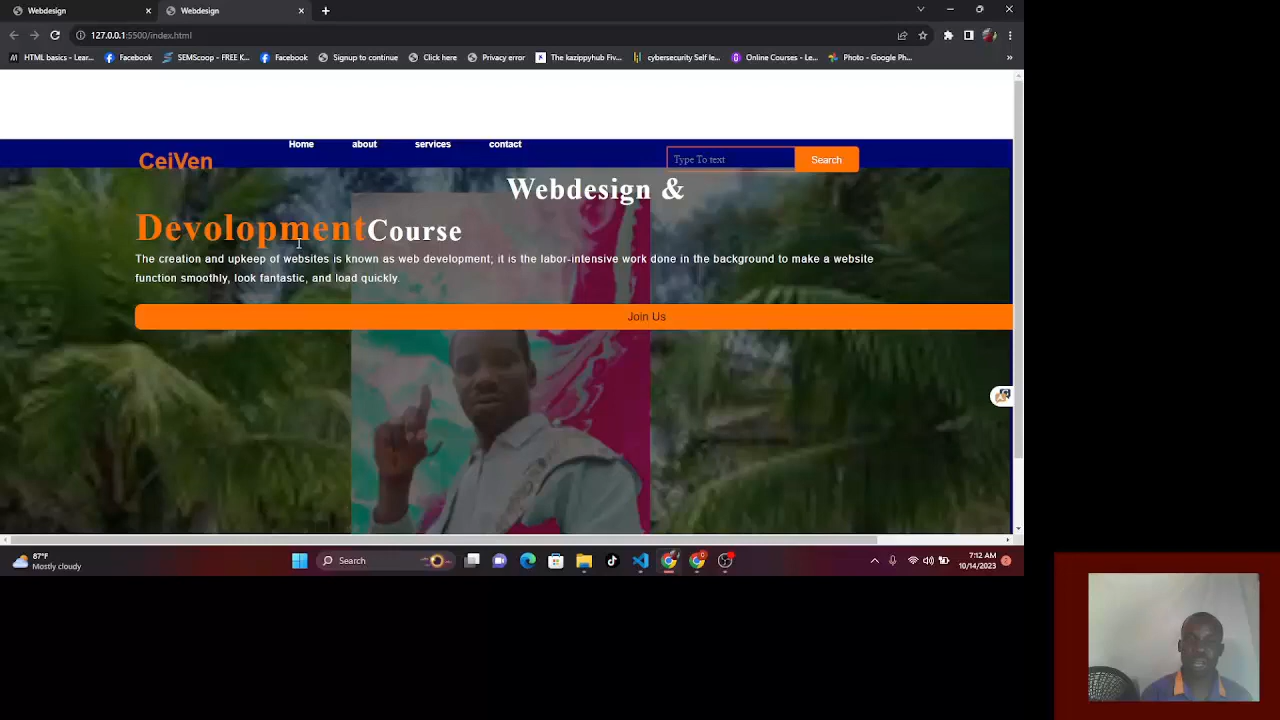 Webdesign
Webdesign
127.0.0.1:5500/index.html
HTML basics - Lear...
Facebook
SEMScoop - FREE K...
Facebook
Signup to continue
Click here
Privacy error
The kazippyhub Fiv...
cybersecurity Self le...
Online Courses - Le...
Photo - Google Ph...
»
CeiVen
Home
about
services
contact
Type To text
Search
Webdesign &
DevolopmentCourse
The creation and upkeep of websites is known as web development; it is the labor-intensive work done in the background to make a website
function smoothly, look fantastic, and load quickly.
Join Us
87°F
Mostly cloudy
Search
7:12 AM
10/14/2023
2